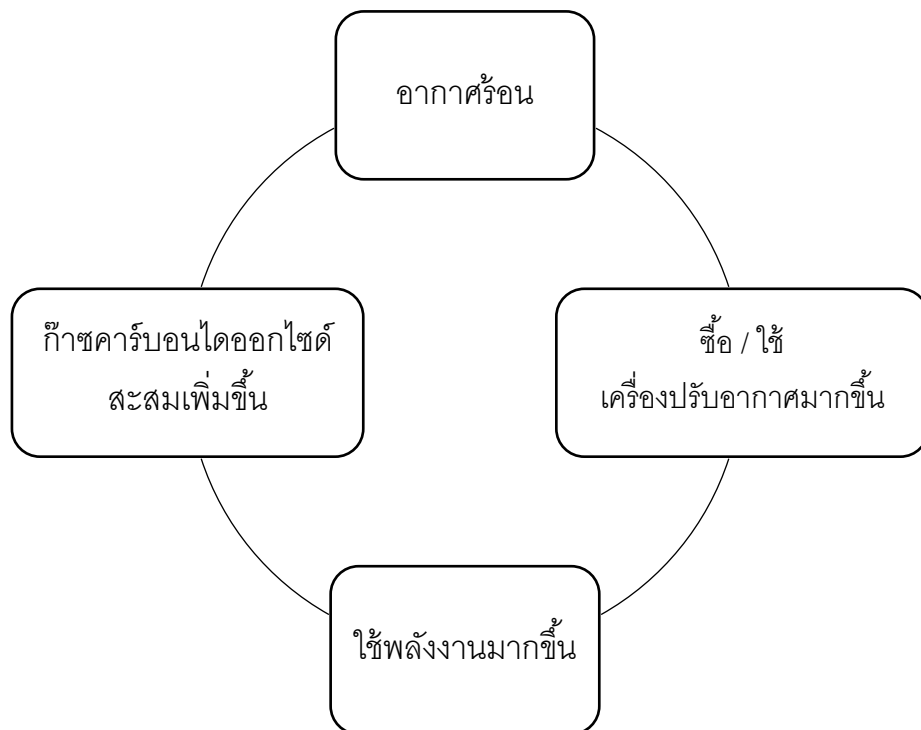 อากาศร้อน
ซื้อ / ใช้
เครื่องปรับอากาศมากขึ้น
ใช้พลังงานมากขึ้น
ก๊าซคาร์บอนไดออกไซด์
สะสมเพิ่มขึ้น